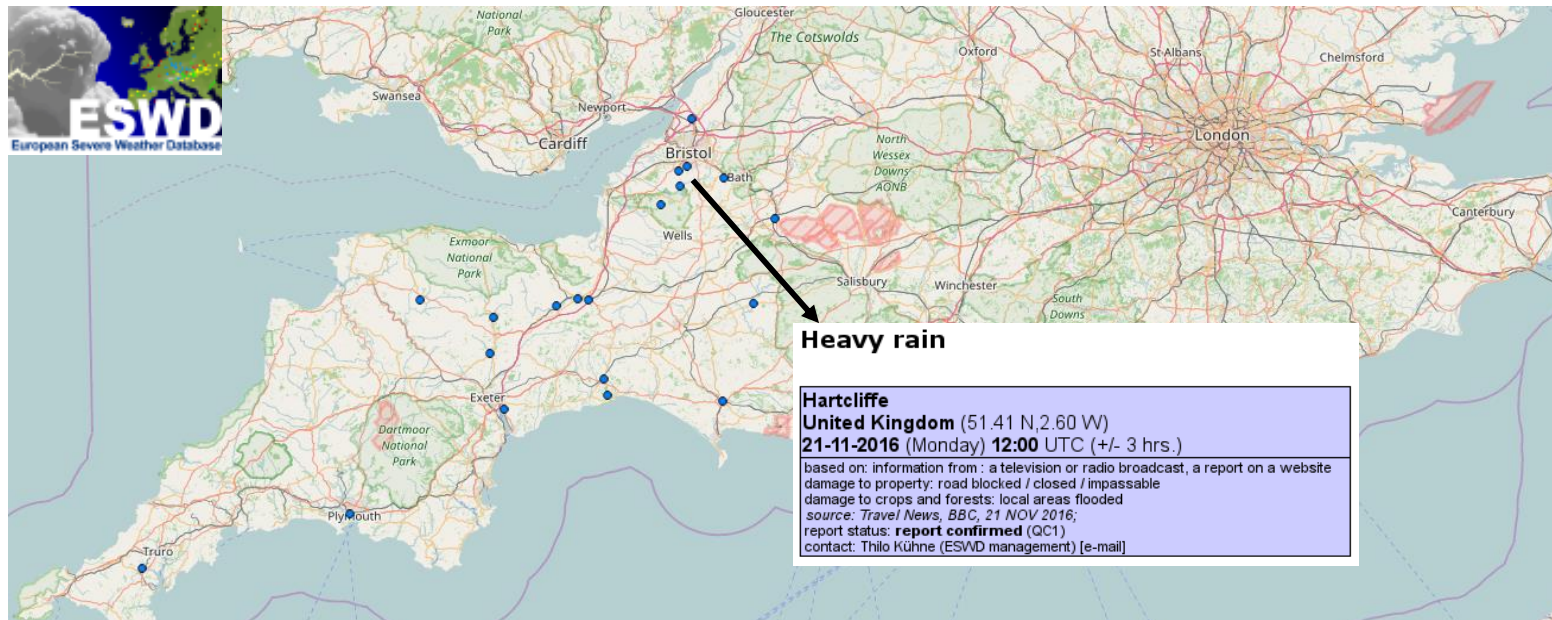 ESWD
European Severe Weather Database
National
Park
Gloucester
The Cotswolds
Oxford
St Albans
Chelmsford
Swansea
Newport
Cardiff
Bristol
Bath
North
Wessex
Downs
AONB
London
Canterbury
Wells
Exmoor
National
Park
Salisbury
Winchester
South
Downs
Exeter
Dartmoor
National
Park
Plymouth
Truro
Heavy rain
Hartcliffe
United Kingdom (51.41 N,2.60 W)
21-11-2016 (Monday) 12:00 UTC (+/- 3 hrs.)
based on: information from : a television or radio broadcast, a report on a website
damage to property: road blocked / closed / impassable
damage to crops and forests: local areas flooded
source: Travel News, BBC, 21 NOV 2016;
report status: report confirmed (QC1)
contact: Thilo Kühne (ESWD management) [e-mail]